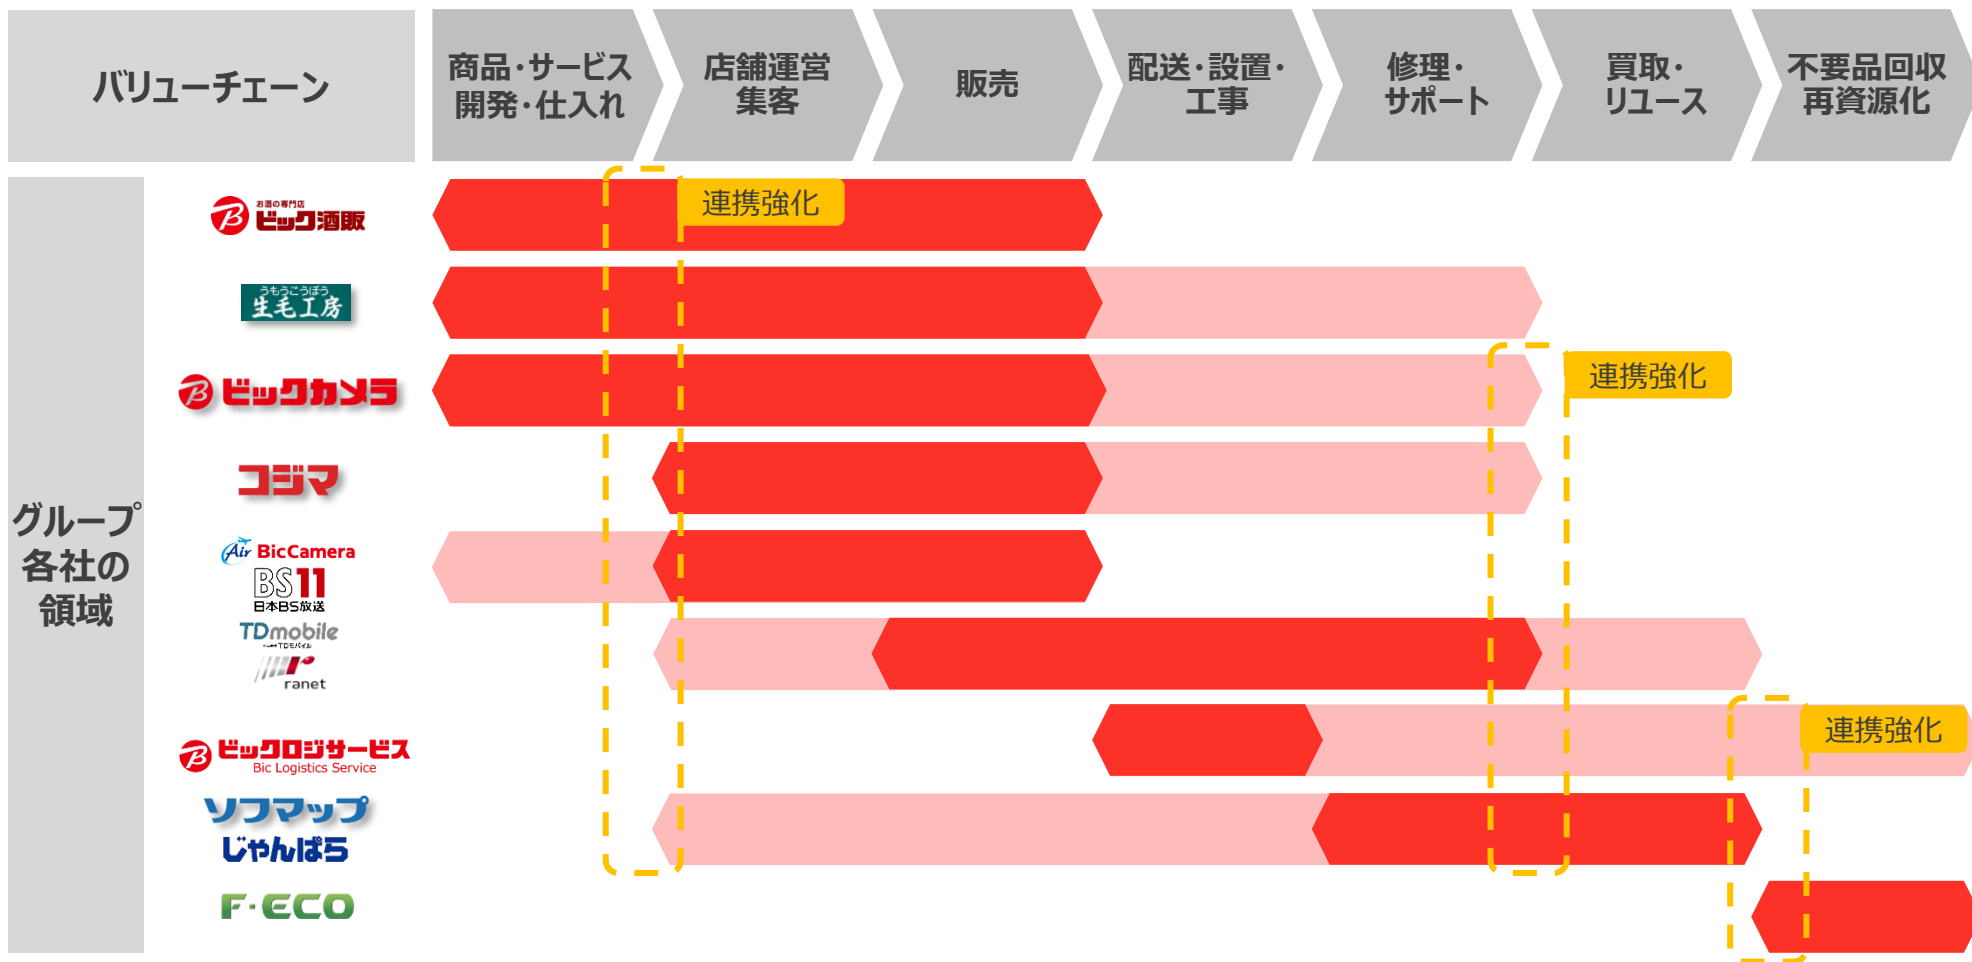 バリューチェーン
商品・サービス
開発・仕入れ
店舗運営
集客
販売
配送・設置・
工事
修理・
サポート
買取・
リユース
不要品回収
再資源化
グループ
各社の
領域
お酒の専門店
ビック酒販
連携強化
うもうこうぼう
生毛工房
ビックカメラ
連携強化
コジマ
Air BicCamera
BS11
日本BS放送
TDmobile
TDモバイル
ranet
ビックロジサービス
Bic Logistics Service
連携強化
ソフマップ
じゃんぱら
F・ECO